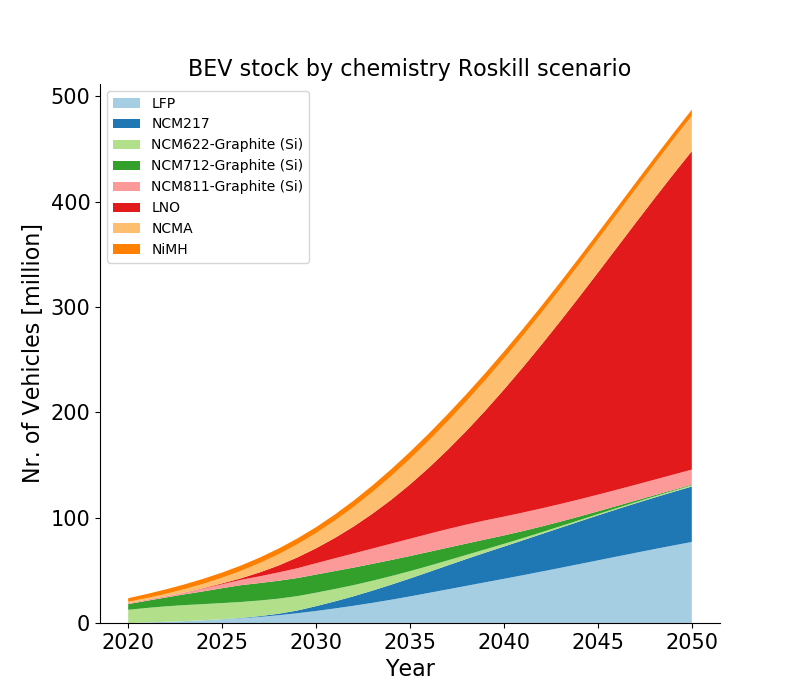 BEV stock by chemistry Roskill scenario
500
400
300
200
100
0
Nr. of Vehicles [million]
LFP
NCM217
NCM622-Graphite (Si)
NCM712-Graphite (Si)
NCM811-Graphite (Si)
LNO
NCMA
NiMH
2020 2025 2030 2035 2040 2045 2050
Year